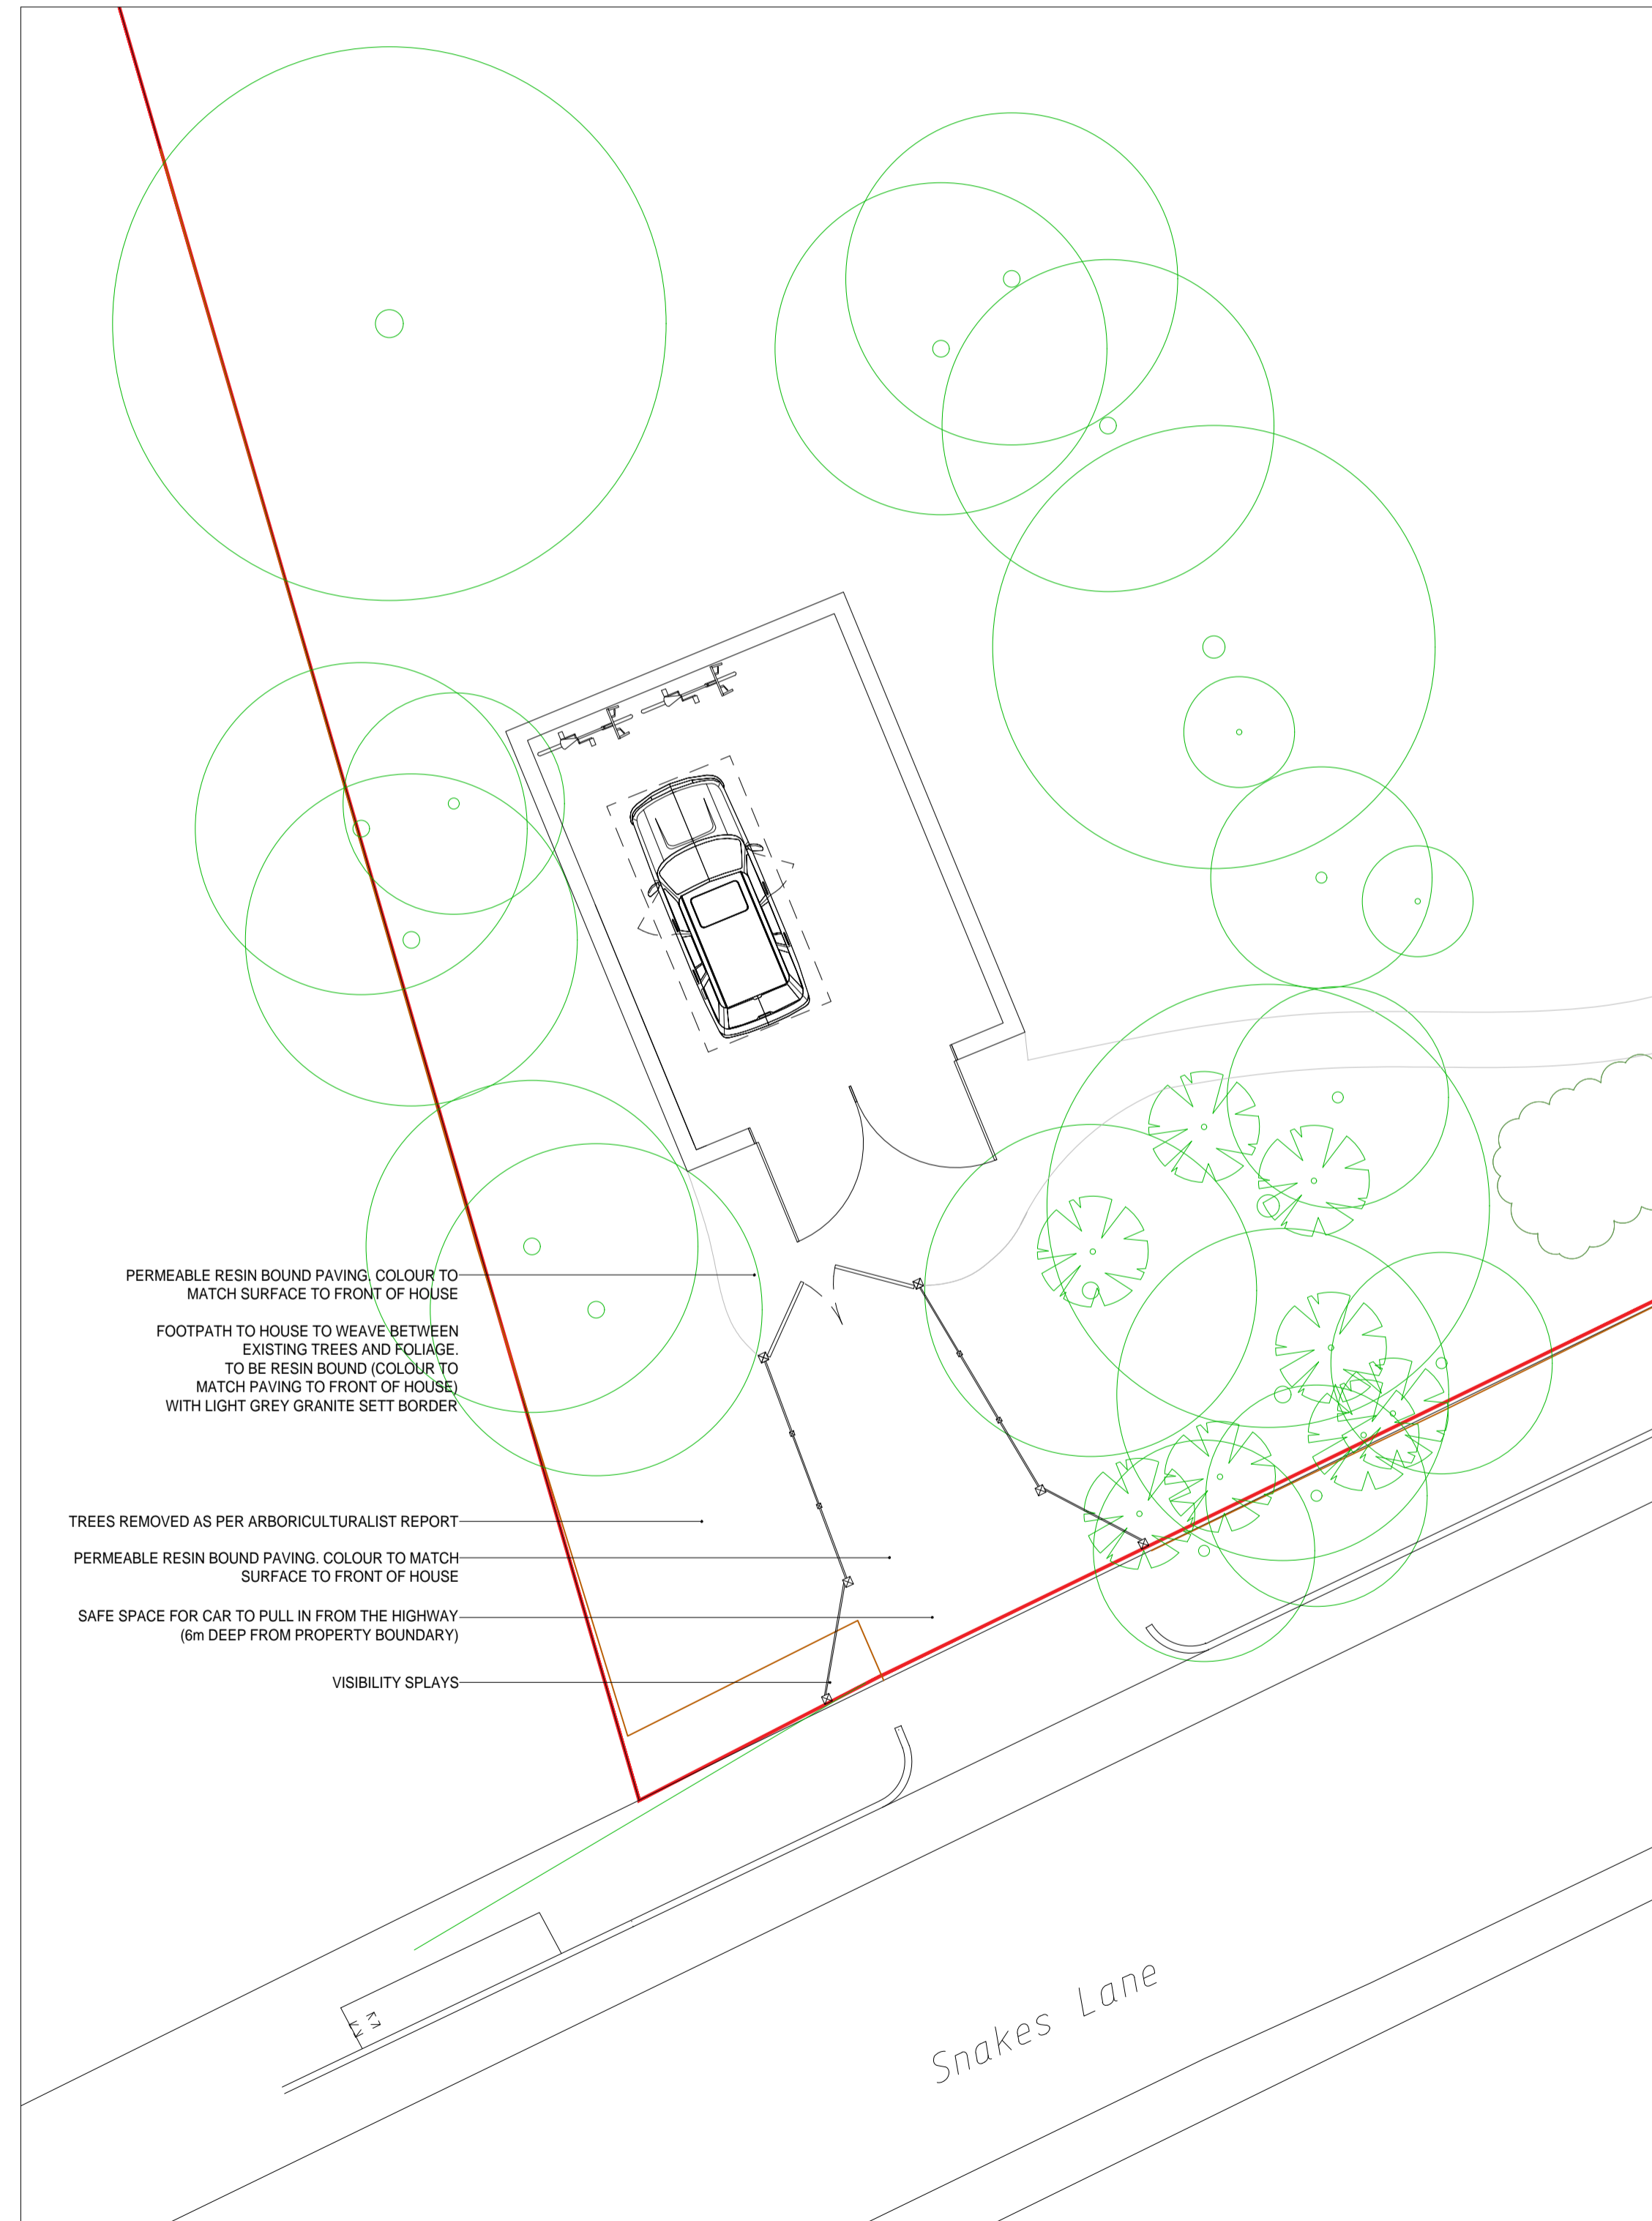 PERMEABLE RESIN BOUND PAVING. COLOUR TO
MATCH SURFACE TO FRONT OF HOUSE
FOOTPATH TO HOUSE TO WEAVE BETWEEN
EXISTING TREES AND FOLIAGE.
TO BE RESIN BOUND (COLOUR TO
MATCH PAVING TO FRONT OF HOUSE)
WITH LIGHT GREY GRANITE SETT BORDER
TREES REMOVED AS PER ARBORICULTURALIST REPORT
PERMEABLE RESIN BOUND PAVING. COLOUR TO MATCH
SURFACE TO FRONT OF HOUSE
SAFE SPACE FOR CAR TO PULL IN FROM THE HIGHWAY
(6m DEEP FROM PROPERTY BOUNDARY)
VISIBILITY SPLAYS
Snakes Lane